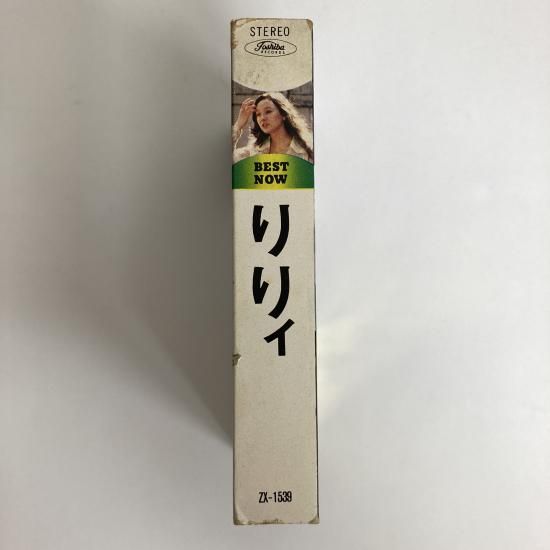 STEREO
Toshiba
RECORDS
BEST
NOW
りりィ
ZX-1539